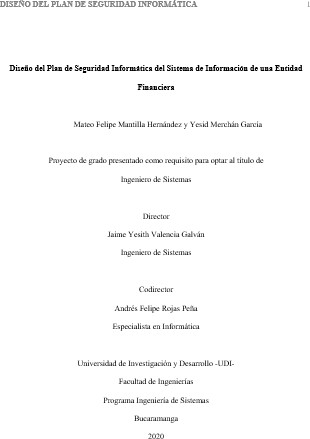 DISEÑO DEL PLAN DE SEGURIDAD INFORMÁTICA 1
Diseño del Plan de Seguridad Informática del Sistema de Información de una Entidad
Financiera
Mateo Felipe Mantilla Hernández y Yesid Merchán García
Proyecto de grado presentado como requisito para optar al título de
Ingeniero de Sistemas
Director
Jaime Yesith Valencia Galván
Ingeniero de Sistemas
Codirector
Andrés Felipe Rojas Peña
Especialista en Informática
Universidad de Investigación y Desarrollo -UDI-
Facultad de Ingenierías
Programa Ingeniería de Sistemas
Bucaramanga
2020